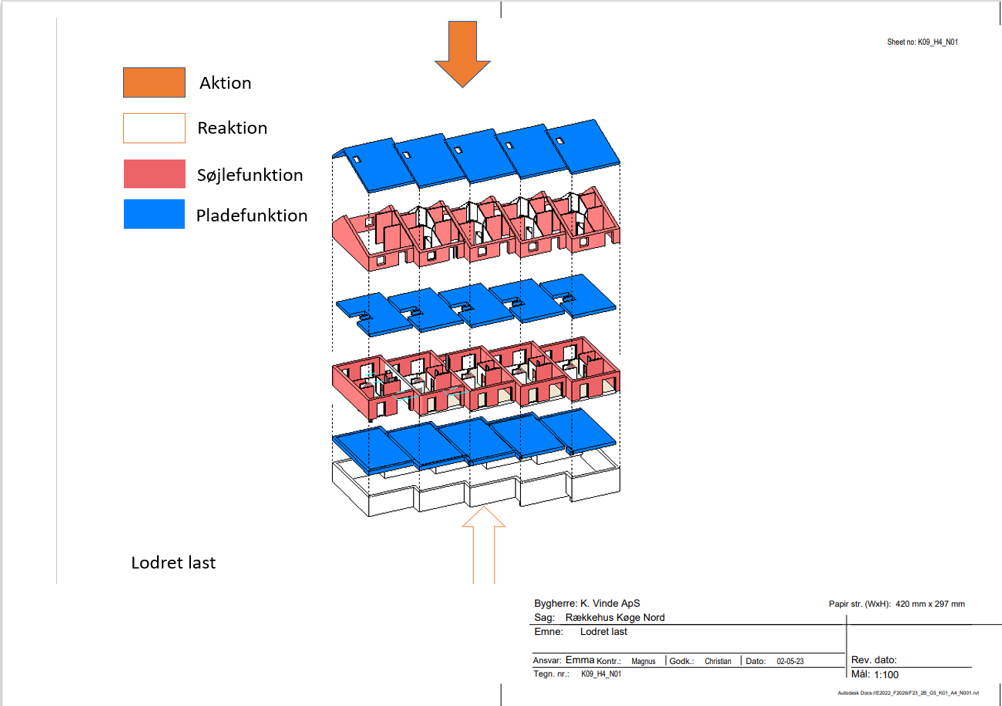 Sheet no: K09_H4_N01
Aktion
Reaktion
Søjlefunktion
Pladefunktion
Lodret last
Bygherre: K. Vinde ApS
Papir str. (WxH): 420 mm x 297 mm
Sag: Rækkehus Køge Nord
Emne: Lodret last
Ansvar: Emma Kontr.: Magnus Godk.: Christian Dato: 02-05-23
Rev. dato:
Tegn. nr.: K09_H4_N01
Mål: 1:100
Autodesk Docs://E2022_F2026/F23_2B_G5_K01_A4_N001.rvt